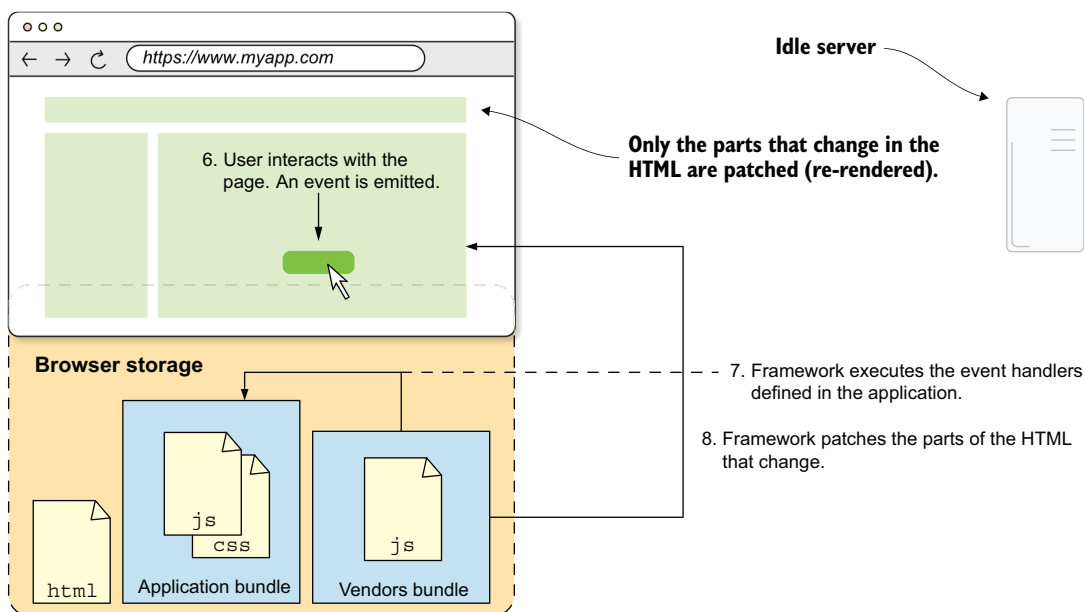 https://www.myapp.com
Idle server
Only the parts that change in the
HTML are patched (re-rendered).
6. User interacts with the
page. An event is emitted.
Browser storage
7. Framework executes the event handlers
defined in the application.
8. Framework patches the parts of the HTML
that change.
js
css
js
html
Application bundle
Vendors bundle